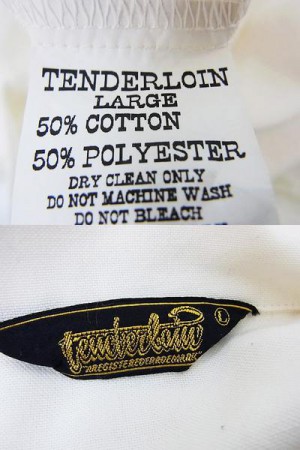 TENDERLOIN
LARGE
50% COTTON
50% POLYESTER
DRY CLEAN ONLY
DO NOT MACHINE WASH
DO NOT BLEACH
tenderloin
L